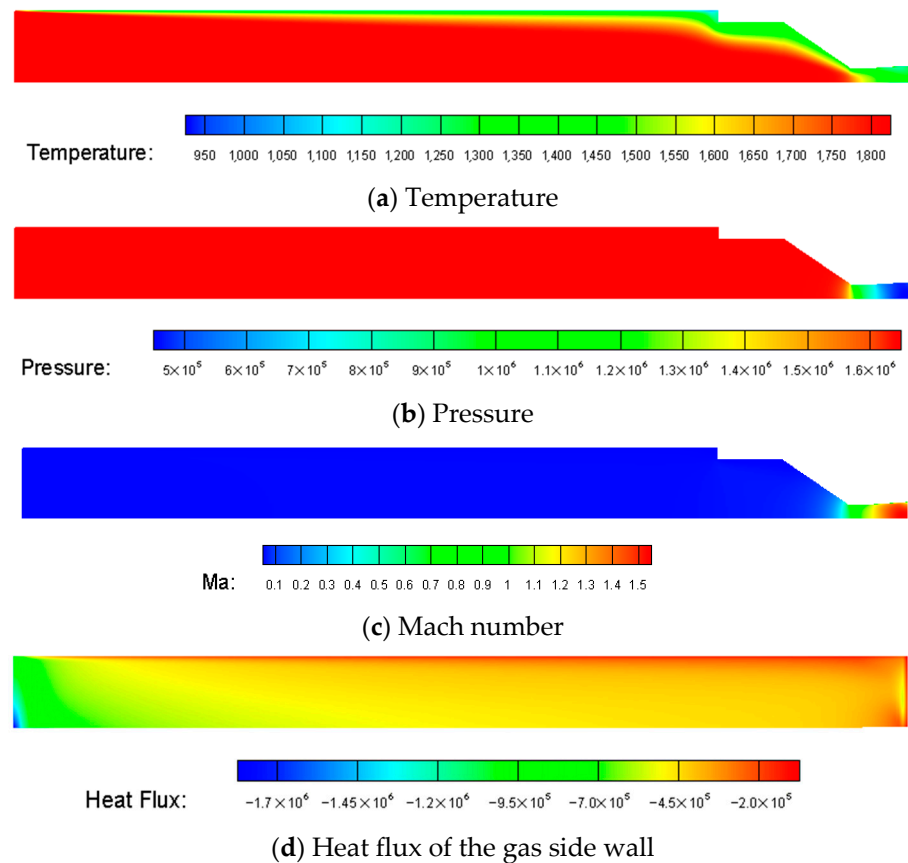 Temperature: 950 1,000 1,050 1,100 1,150 1,200 1,250 1,300 1,350 1,400 1,450 1,500 1,550 1,600 1,650 1,700 1,750 1,800
(a) Temperature
Pressure: 5×10⁵ 6×10⁵ 7×10⁵ 8×10⁵ 9×10⁵ 1×10⁶ 1.1×10⁶ 1.2×10⁶ 1.3×10⁶ 1.4×10⁶ 1.5×10⁶ 1.6×10⁶
(b) Pressure
Ma: 0.1 0.2 0.3 0.4 0.5 0.6 0.7 0.8 0.9 1 1.1 1.2 1.3 1.4 1.5
(c) Mach number
Heat Flux: −1.7×10⁶ −1.45×10⁶ −1.2×10⁶ −9.5×10⁵ −7.0×10⁵ −4.5×10⁵ −2.0×10⁵
(d) Heat flux of the gas side wall